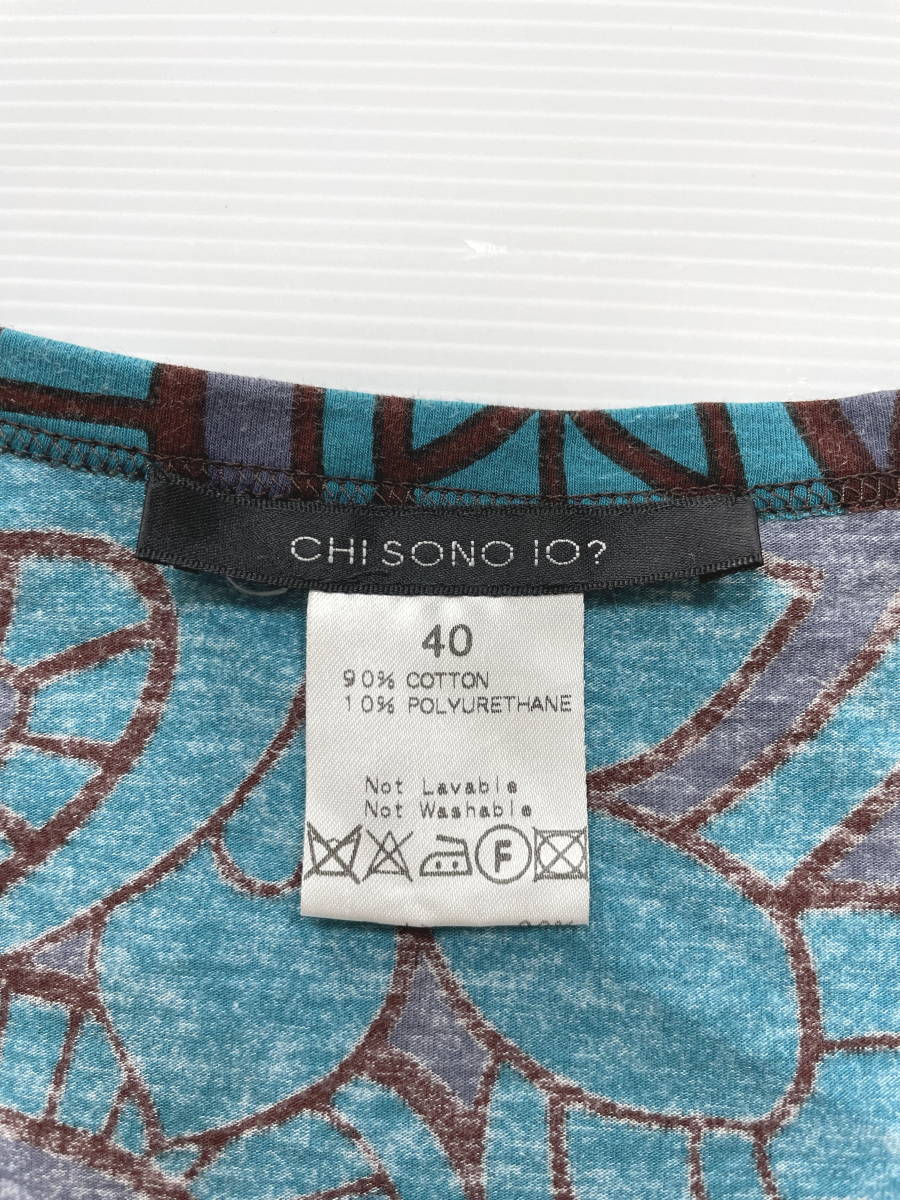 CHI SONO IO?
40
90% COTTON
10% POLYURETHANE
Not Lavable
Not Washable
F